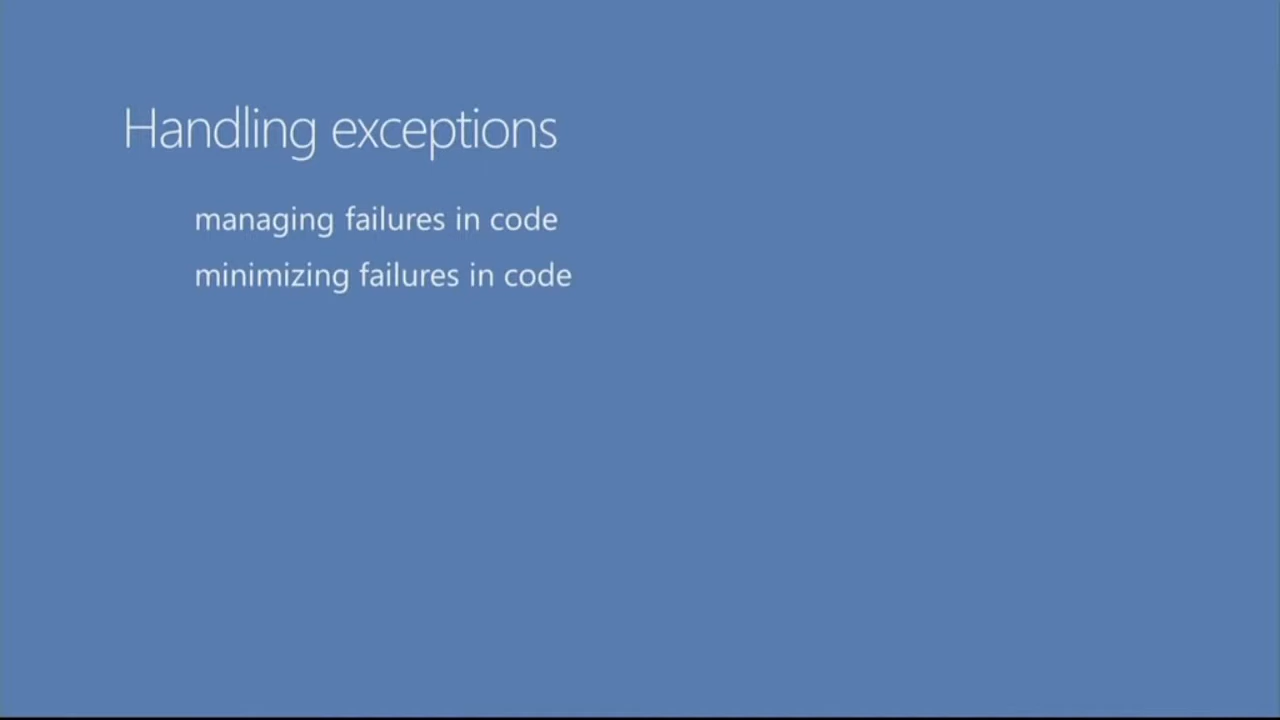 Handling exceptions
managing failures in code
minimizing failures in code